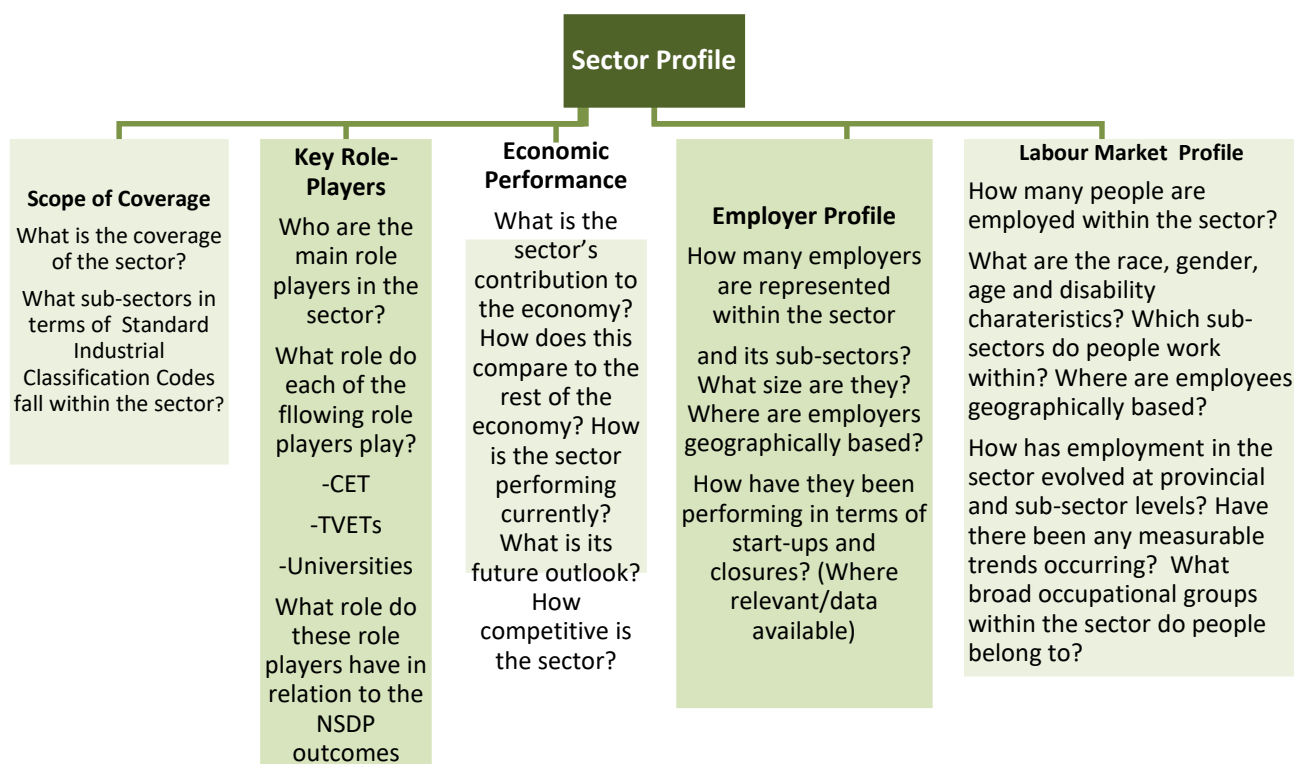 Sector Profile
Scope of Coverage
What is the coverage
of the sector?
What sub-sectors in
terms of Standard
Industrial
Classification Codes
fall within the sector?
Key Role-
Players
Who are the
main role
players in the
sector?
What role do
each of the
fllowing role
players play?
-CET
-TVETs
-Universities
What role do
these role
players have in
relation to the
NSDP
outcomes
Economic
Performance
What is the
sector’s
contribution to
the economy?
How does this
compare to the
rest of the
economy? How
is the sector
performing
currently?
What is its
future outlook?
How
competitive is
the sector?
Employer Profile
How many employers
are represented
within the sector
and its sub-sectors?
What size are they?
Where are employers
geographically based?
How have they been
performing in terms of
start-ups and
closures? (Where
relevant/data
available)
Labour Market Profile
How many people are
employed within the sector?
What are the race, gender,
age and disability
charateristics? Which sub-
sectors do people work
within? Where are employees
geographically based?
How has employment in the
sector evolved at provincial
and sub-sector levels? Have
there been any measurable
trends occurring? What
broad occupational groups
within the sector do people
belong to?